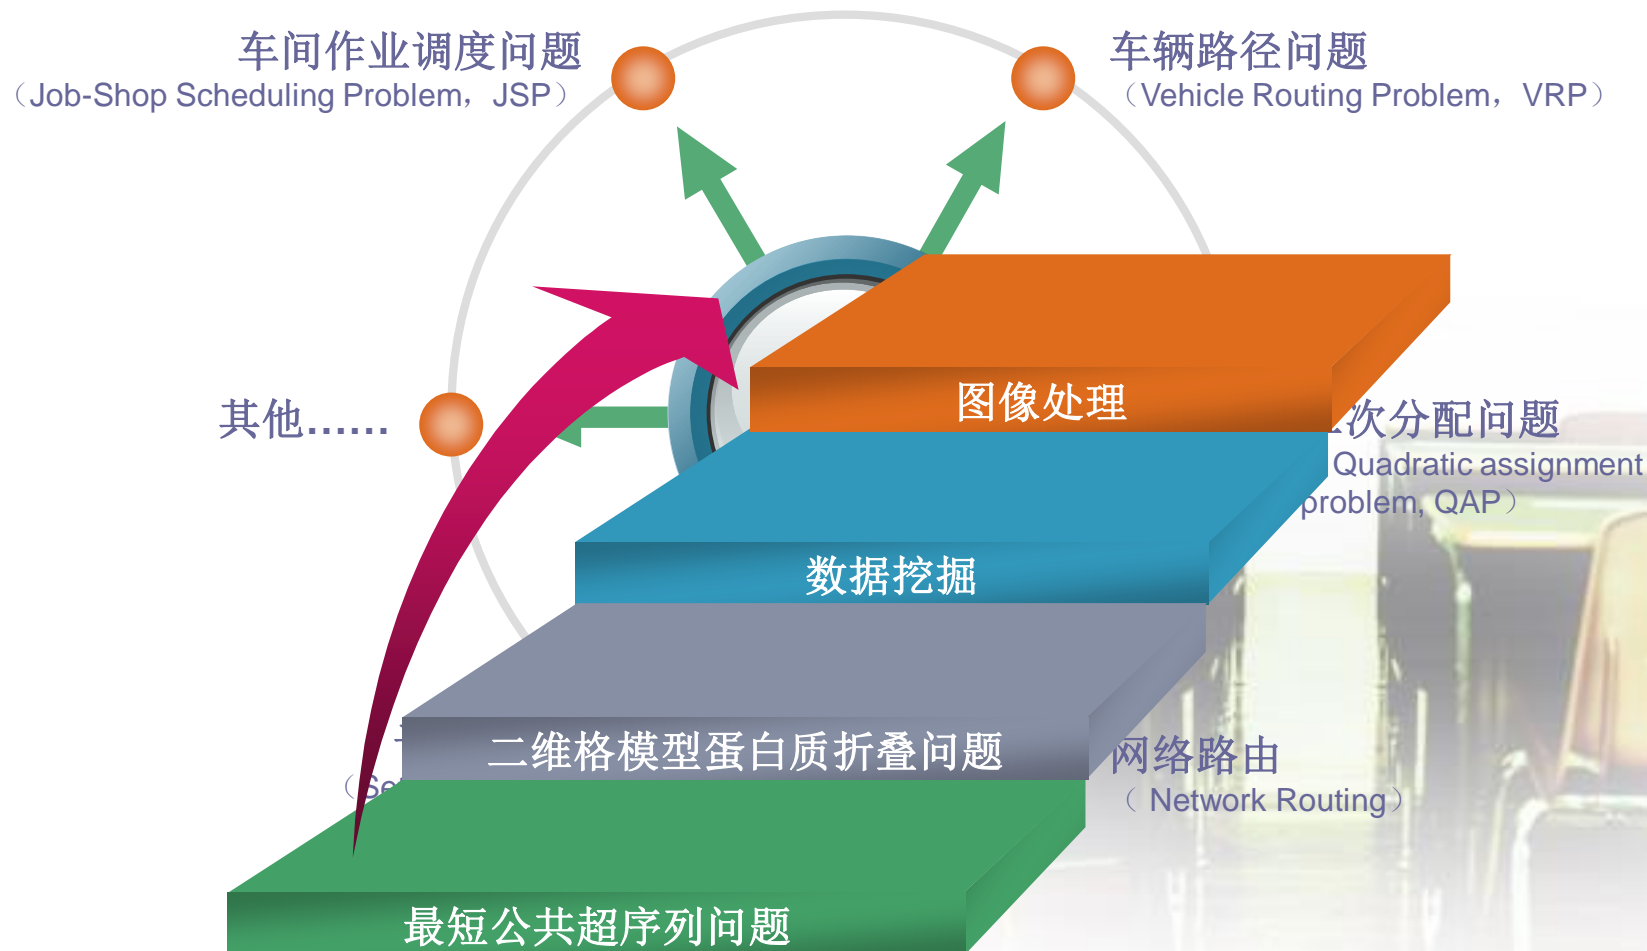 车间作业调度问题
（Job-Shop Scheduling Problem，JSP）
车辆路径问题
（Vehicle Routing Problem，VRP）
图像处理
其他……
次分配问题
Quadratic assignment
problem, QAP）
数据挖掘
二维格模型蛋白质折叠问题
网络路由
（ Network Routing）
最短公共超序列问题